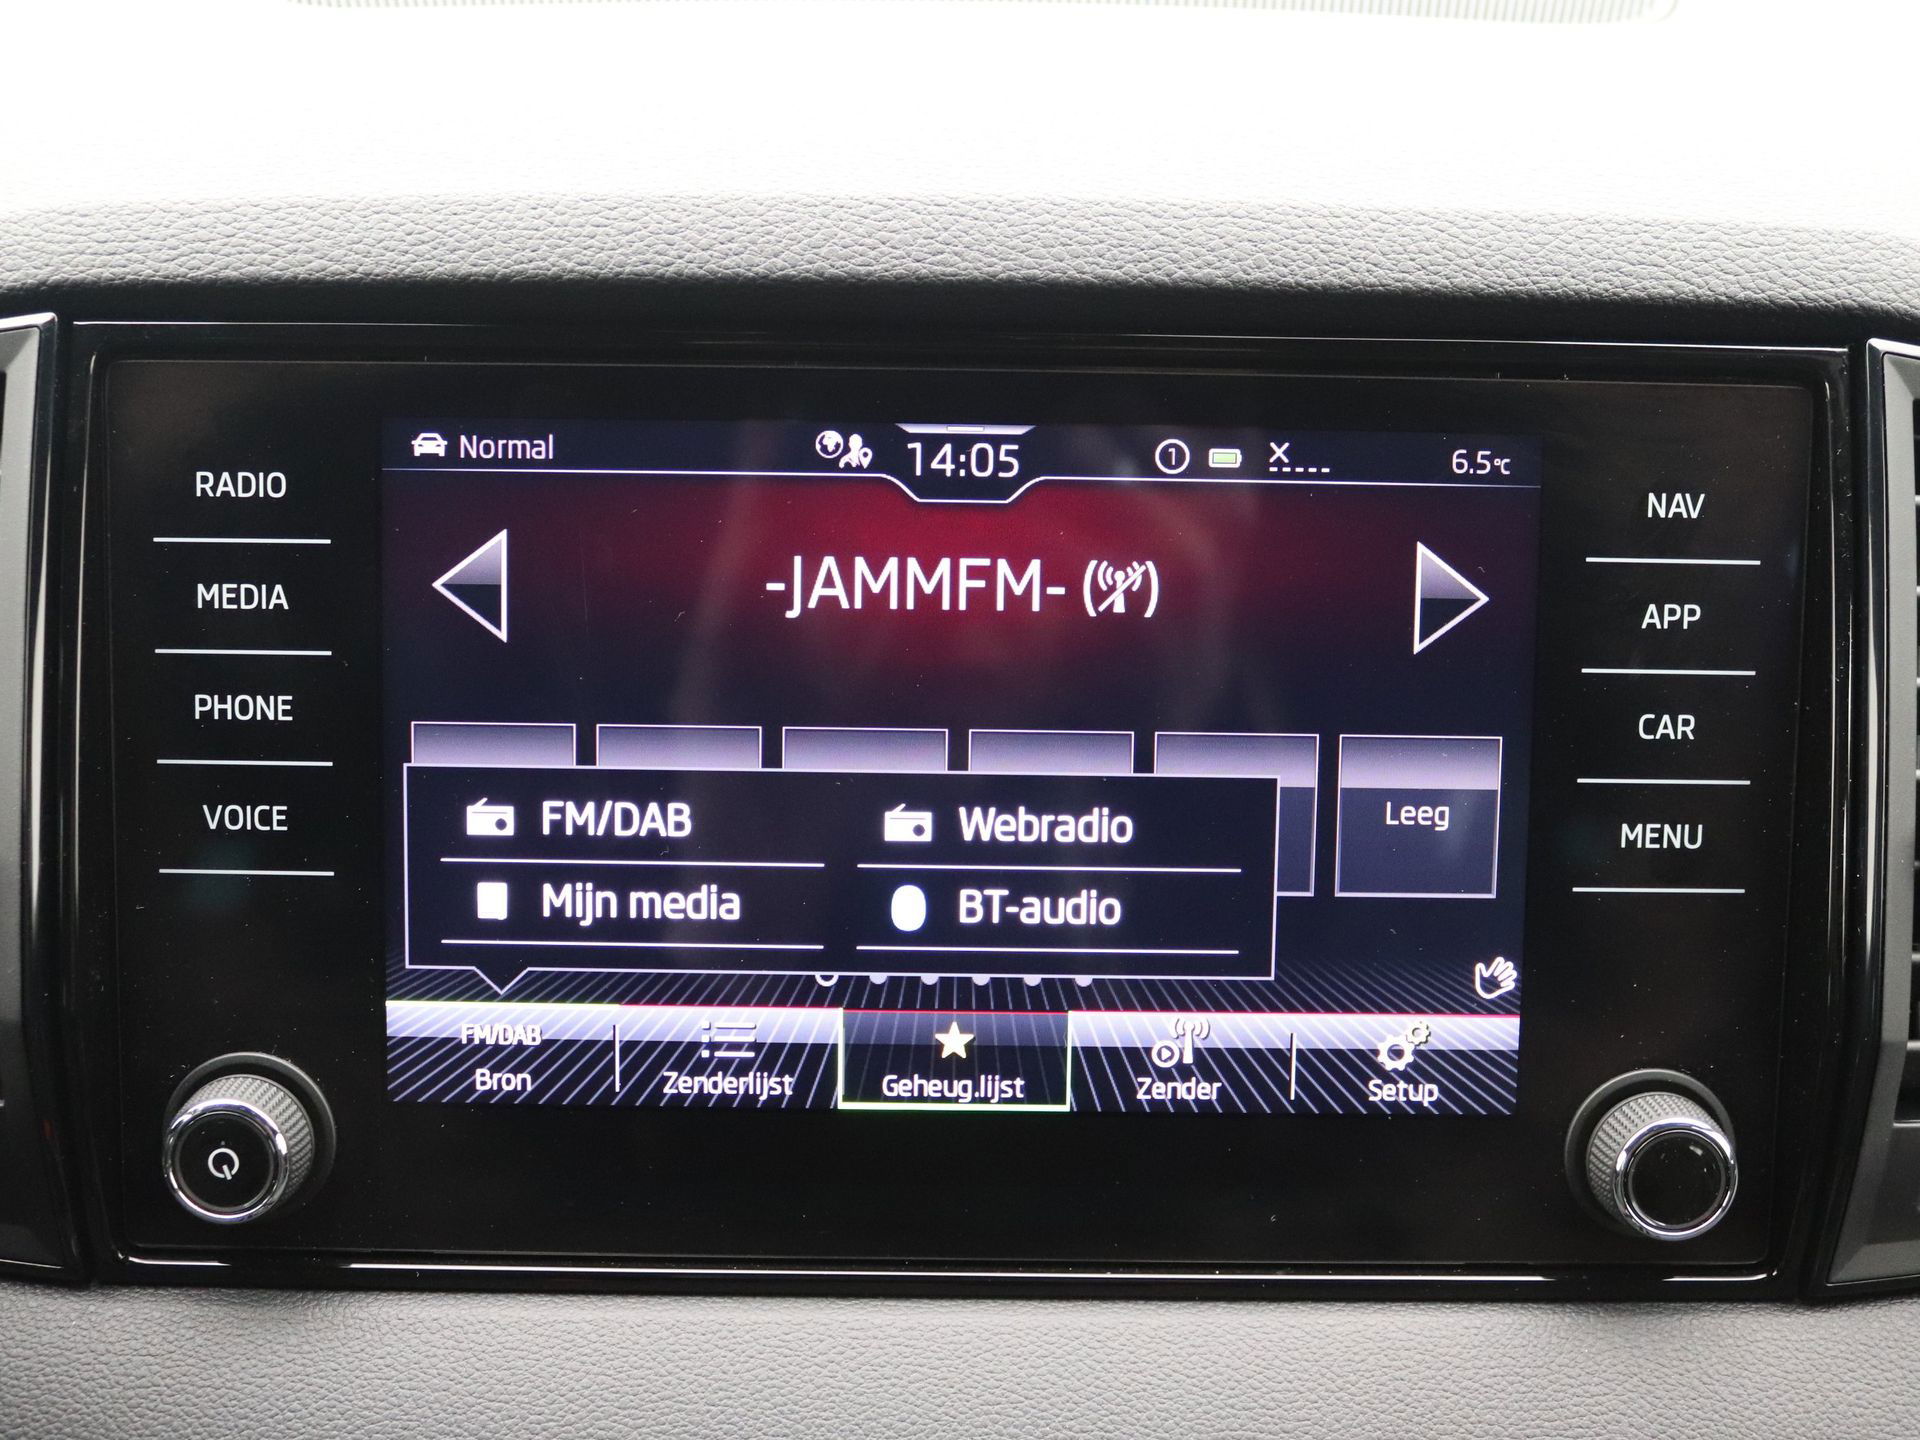 Normal
14:05
1
6.5°C
RADIO
MEDIA
PHONE
VOICE
NAV
APP
CAR
MENU
-JAMMFM-
Leeg
FM/DAB
Webradio
Mijn media
BT-audio
FM/DAB
Bron
Zenderlijst
Geheug.lijst
Zender
Setup